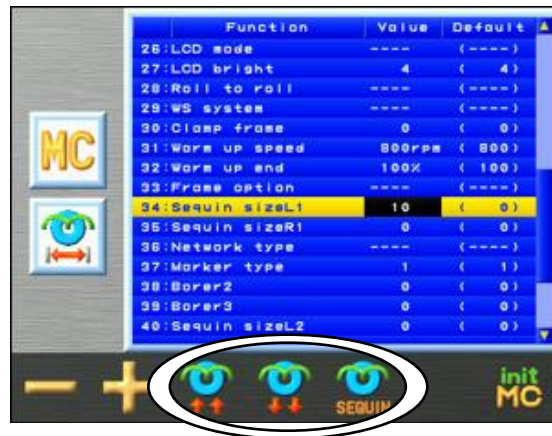 Function Value Default
26:LCD mode ---- (----)
27:LCD bright 4 ( 4)
28:Roll to roll ---- (----)
29:WS system ---- (----)
30:Clamp frame 0 ( 0)
31:Worm up speed 800rpm ( 800)
32:Worm up end 100% ( 100)
33:Frame option ---- (----)
34:Sequin sizeL1 10 ( 0)
35:Sequin sizeR1 0 ( 0)
36:Network type ---- (----)
37:Marker type 1 ( 1)
38:Borer2 0 ( 0)
39:Borer3 0 ( 0)
40:Sequin sizeL2 0 ( 0)
MC
SEQUIN
init
MC